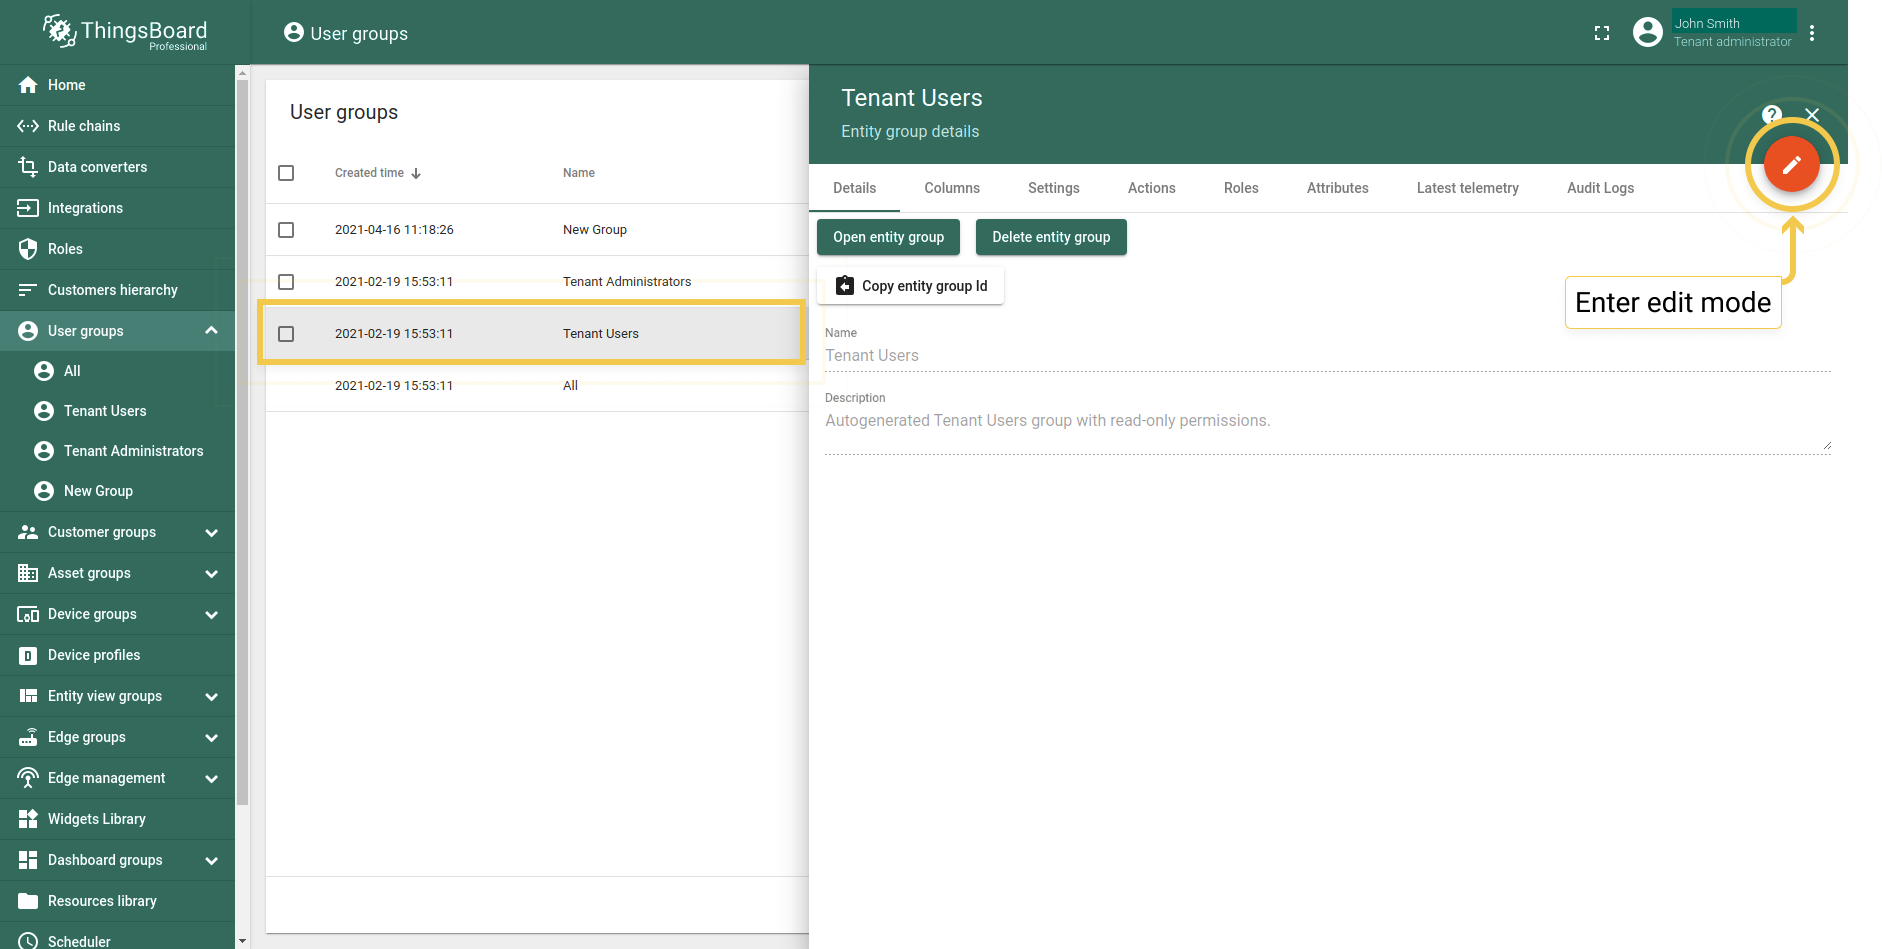 ThingsBoard
Professional
User groups
John Smith
Tenant administrator
Home
Rule chains
Data converters
Integrations
Roles
Customers hierarchy
User groups
All
Tenant Users
Tenant Administrators
New Group
Customer groups
Asset groups
Device groups
Device profiles
Entity view groups
Edge groups
Edge management
Widgets Library
Dashboard groups
Resources library
Scheduler
User groups
Created time Name
2021-04-16 11:18:26 New Group
2021-02-19 15:53:11 Tenant Administrators
2021-02-19 15:53:11 Tenant Users
2021-02-19 15:53:11 All
Tenant Users
Entity group details
Details Columns Settings Actions Roles Attributes Latest telemetry Audit Logs
Open entity group Delete entity group
Copy entity group Id
Enter edit mode
Name
Tenant Users
Description
Autogenerated Tenant Users group with read-only permissions.